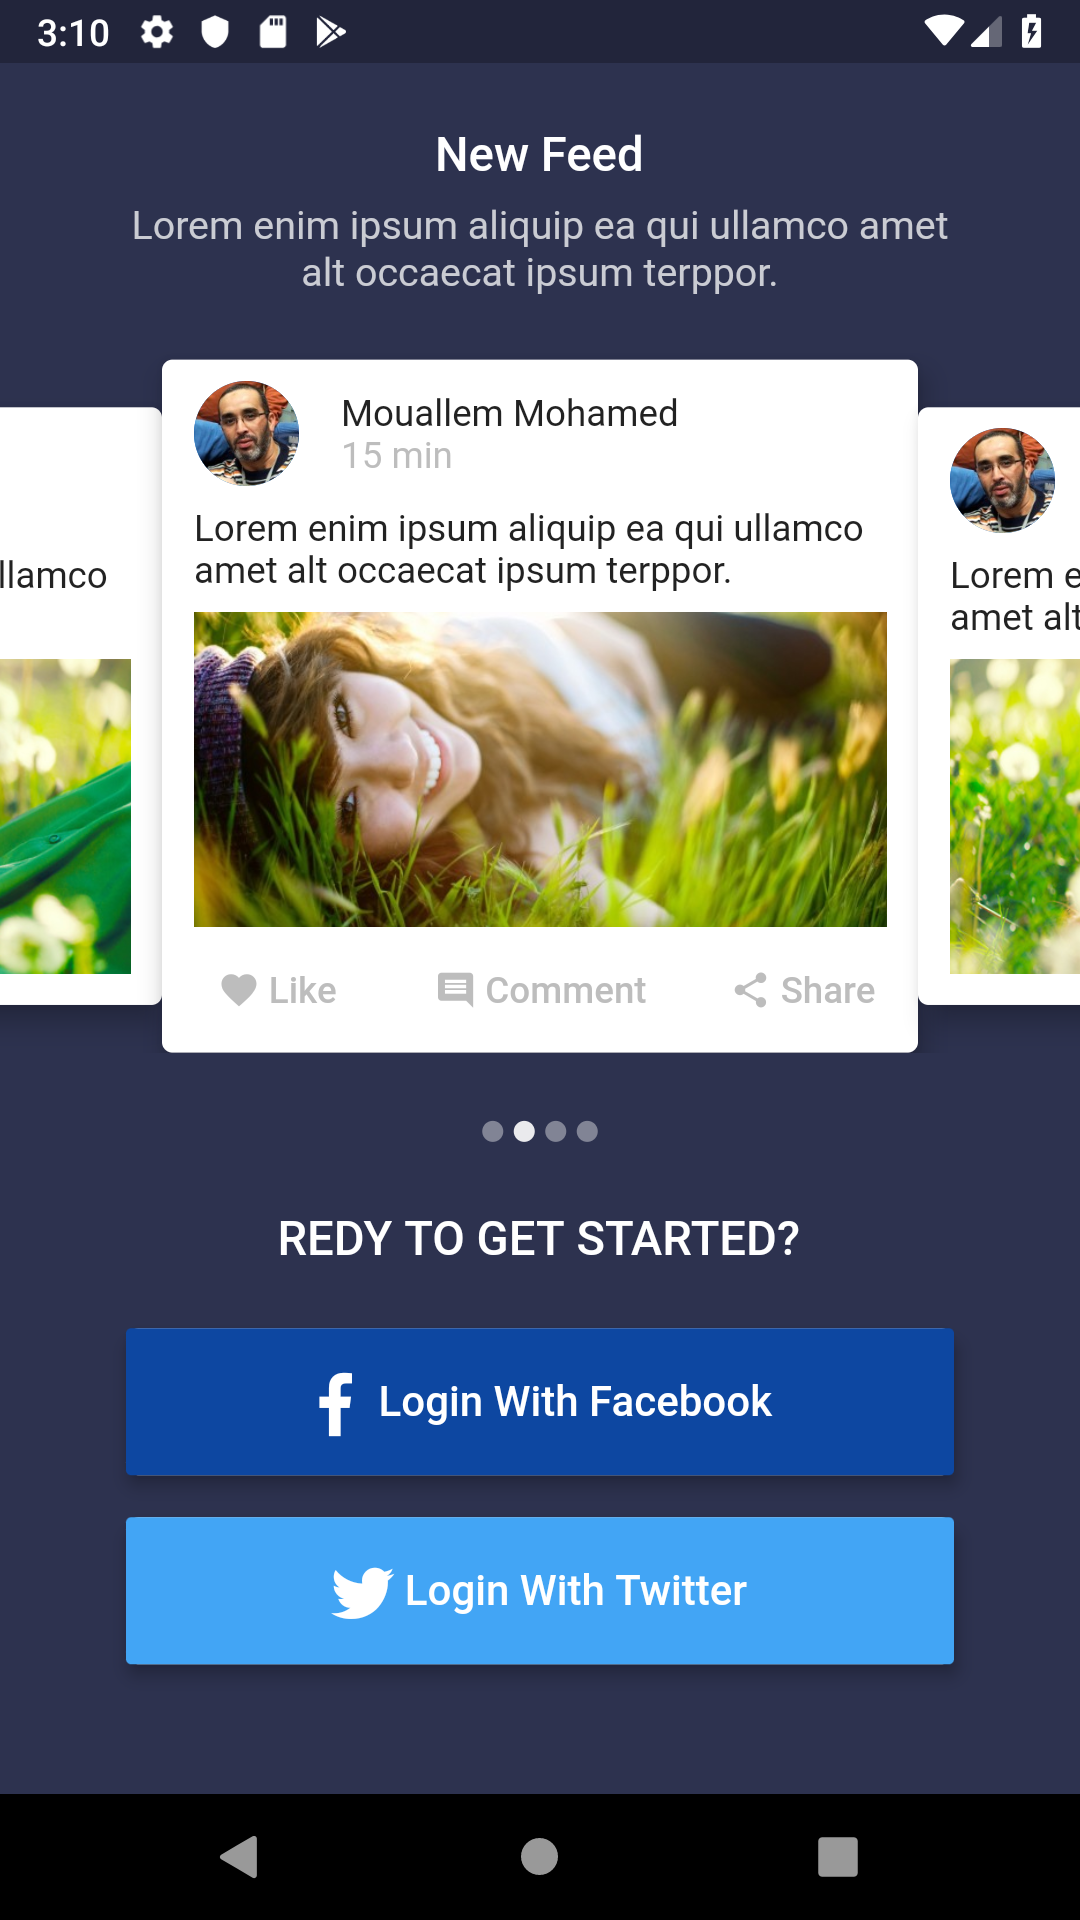 3:10
New Feed
Lorem enim ipsum aliquip ea qui ullamco amet
alt occaecat ipsum terppor.
Mouallem Mohamed
15 min
Lorem enim ipsum aliquip ea qui ullamco
amet alt occaecat ipsum terppor.
llamco
Lorem e
amet alt
Like
Comment
Share
REDY TO GET STARTED?
Login With Facebook
Login With Twitter